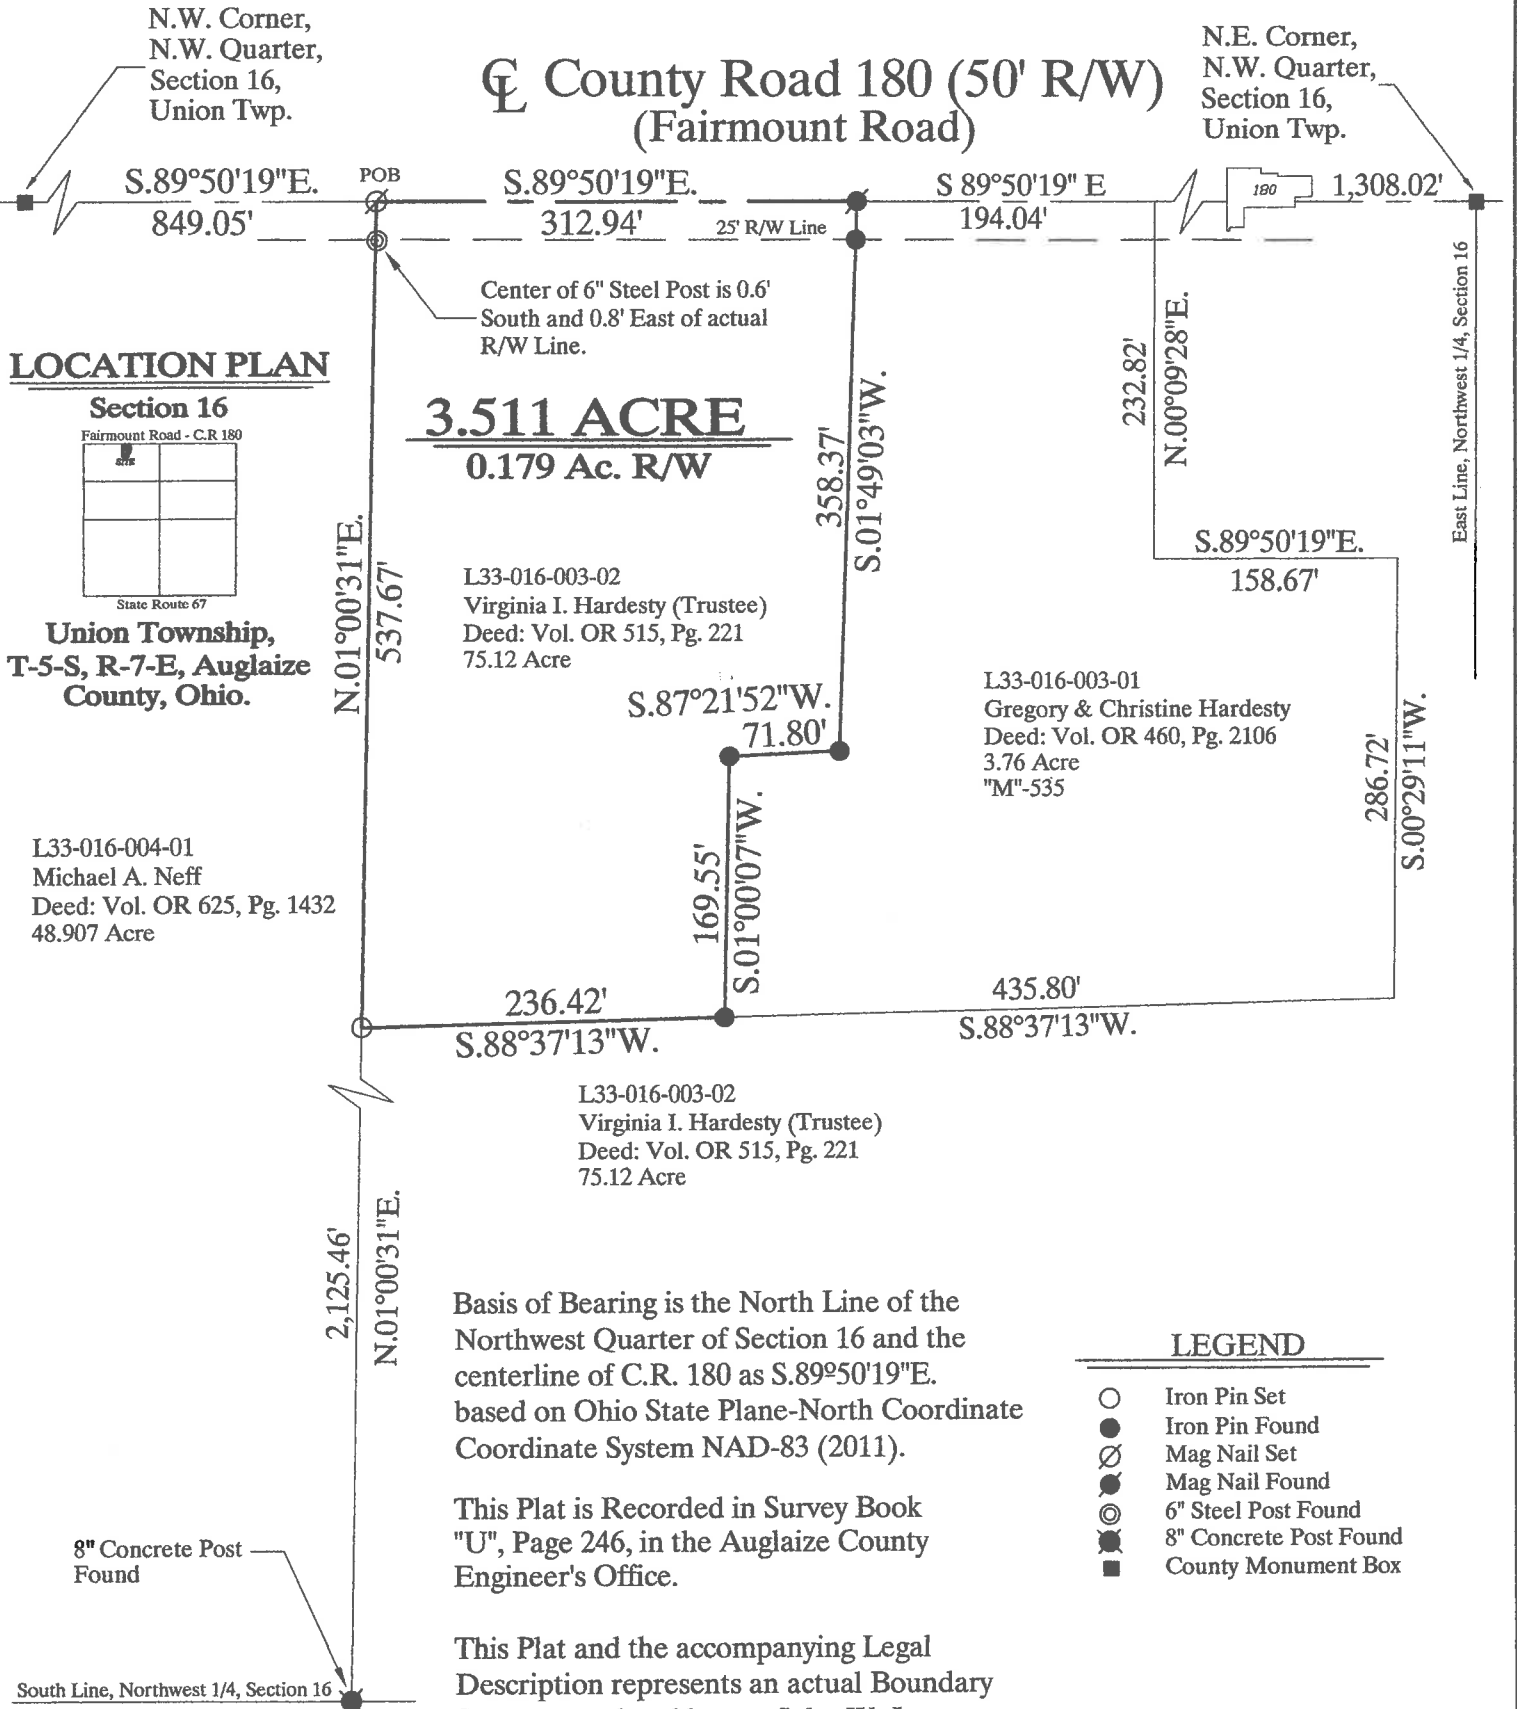 N.W. Corner,
N.W. Quarter,
Section 16,
Union Twp.
℄ County Road 180 (50' R/W)
(Fairmount Road)
N.E. Corner,
N.W. Quarter,
Section 16,
Union Twp.
S.89°50'19"E.
849.05'
POB
S.89°50'19"E.
312.94'
25' R/W Line
S 89°50'19" E
194.04'
180
1,308.02'
Center of 6" Steel Post is 0.6'
South and 0.8' East of actual
R/W Line.
LOCATION PLAN
Section 16
Fairmount Road - C.R 180
SITE
State Route 67
Union Township,
T-5-S, R-7-E, Auglaize
County, Ohio.
3.511 ACRE
0.179 Ac. R/W
N.01°00'31"E.
537.67'
358.37'
S.01°49'03"W.
232.82'
N.00°09'28"E.
East Line, Northwest 1/4, Section 16
S.89°50'19"E.
158.67'
L33-016-003-02
Virginia I. Hardesty (Trustee)
Deed: Vol. OR 515, Pg. 221
75.12 Acre
S.87°21'52"W.
71.80'
L33-016-003-01
Gregory & Christine Hardesty
Deed: Vol. OR 460, Pg. 2106
3.76 Acre
"M"-535
286.72'
S.00°29'11"W.
169.55'
S.01°00'07"W.
L33-016-004-01
Michael A. Neff
Deed: Vol. OR 625, Pg. 1432
48.907 Acre
236.42'
S.88°37'13"W.
435.80'
S.88°37'13"W.
L33-016-003-02
Virginia I. Hardesty (Trustee)
Deed: Vol. OR 515, Pg. 221
75.12 Acre
2,125.46'
N.01°00'31"E.
Basis of Bearing is the North Line of the
Northwest Quarter of Section 16 and the
centerline of C.R. 180 as S.89º50'19"E.
based on Ohio State Plane-North Coordinate
Coordinate System NAD-83 (2011).
This Plat is Recorded in Survey Book
"U", Page 246, in the Auglaize County
Engineer's Office.
This Plat and the accompanying Legal
Description represents an actual Boundary
LEGEND
Iron Pin Set
Iron Pin Found
Mag Nail Set
Mag Nail Found
6" Steel Post Found
8" Concrete Post Found
County Monument Box
8" Concrete Post
Found
South Line, Northwest 1/4, Section 16